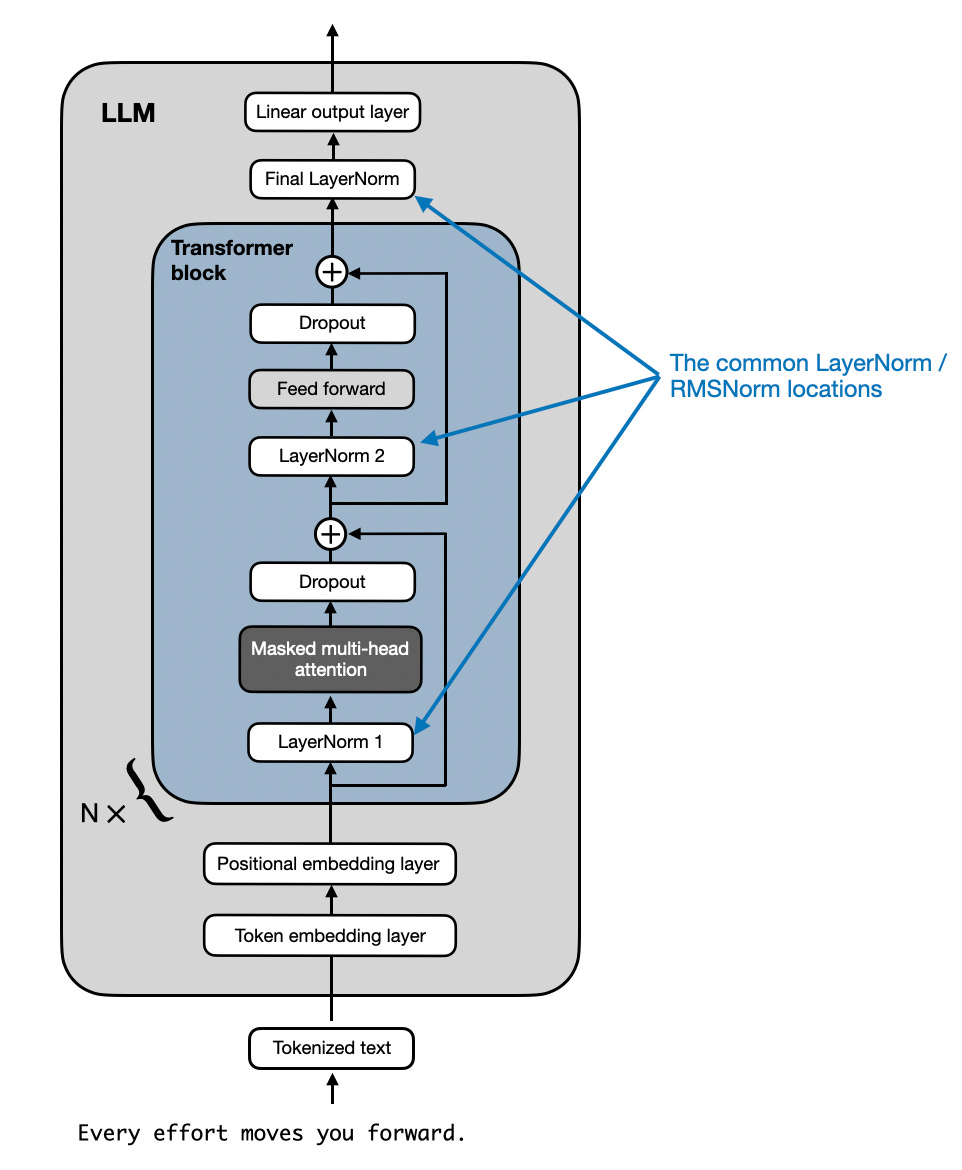 LLM
Linear output layer
Final LayerNorm
Transformer
block
+
Dropout
Feed forward
LayerNorm 2
+
Dropout
Masked multi-head
attention
LayerNorm 1
The common LayerNorm /
RMSNorm locations
N × {
Positional embedding layer
Token embedding layer
Tokenized text
Every effort moves you forward.